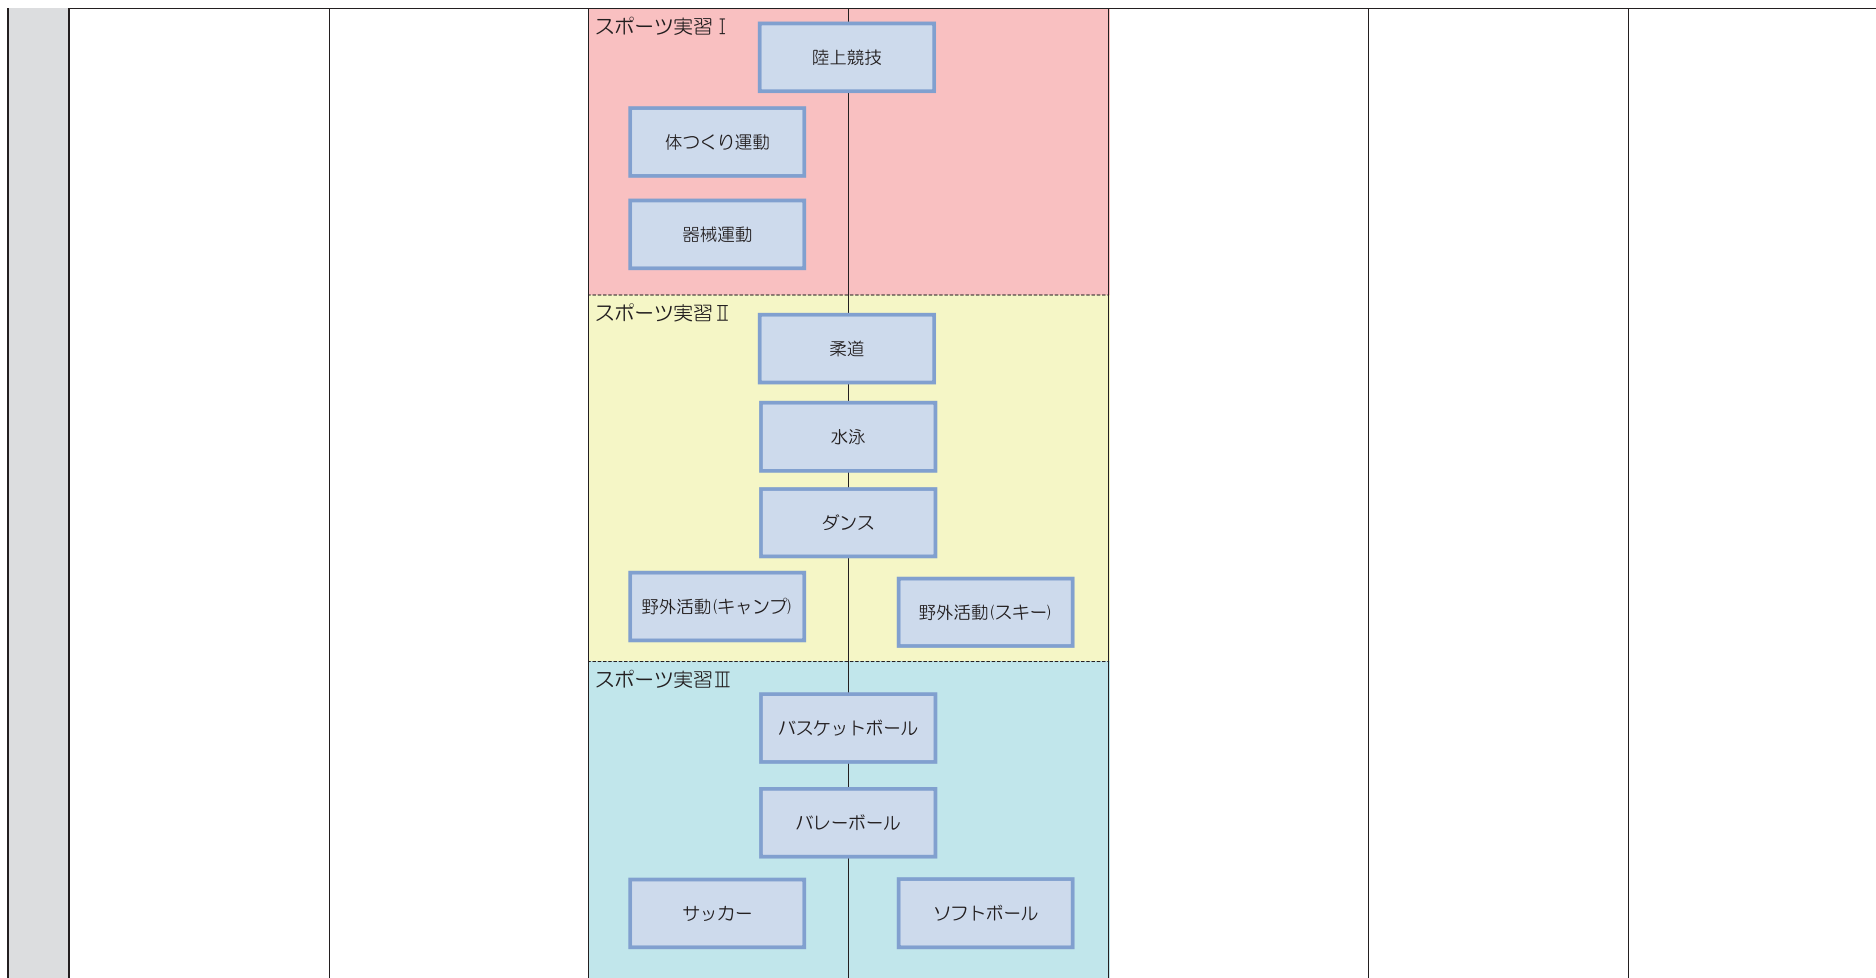 スポーツ実習Ⅰ
陸上競技
体つくり運動
器械運動
スポーツ実習Ⅱ
柔道
水泳
ダンス
野外活動(キャンプ)
野外活動(スキー)
スポーツ実習Ⅲ
バスケットボール
バレーボール
サッカー
ソフトボール